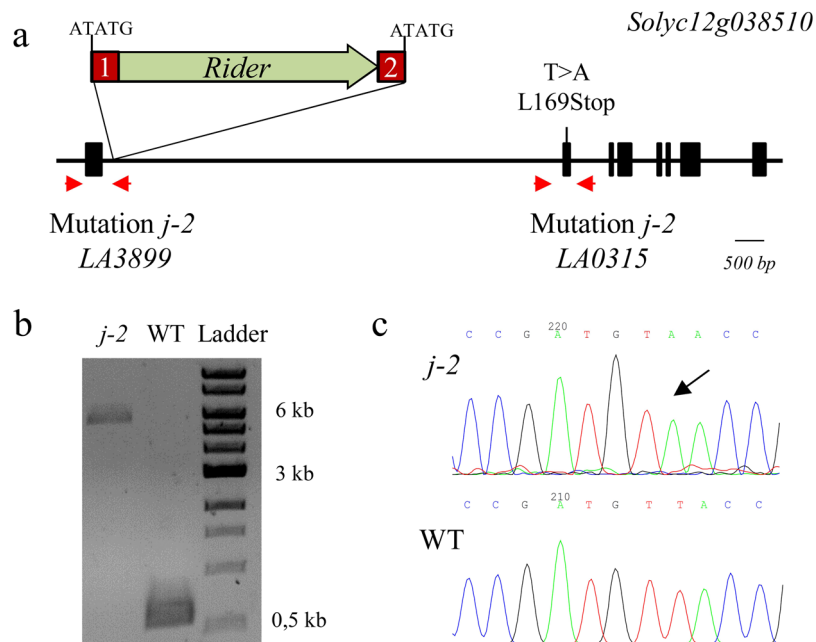 a
Solyc12g038510
ATATG
ATATG
1
Rider
2
T>A
L169Stop
Mutation j-2
LA3899
Mutation j-2
LA0315
500 bp
b
j-2
WT
Ladder
6 kb
3 kb
0,5 kb
c
220
C C G A T G T A A C C
j-2
210
C C G A T G T T A C C
WT